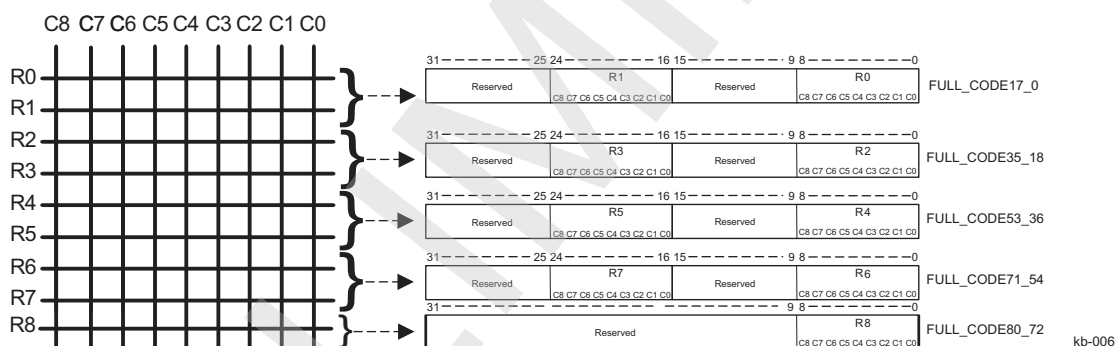 C8 C7 C6 C5 C4 C3 C2 C1 C0
R0
R1
R2
R3
R4
R5
R6
R7
R8
31 25 24 16 15 9 8 0
Reserved R1 Reserved R0
C8 C7 C6 C5 C4 C3 C2 C1 C0 C8 C7 C6 C5 C4 C3 C2 C1 C0
FULL_CODE17_0
31 25 24 16 15 9 8 0
Reserved R3 Reserved R2
C8 C7 C6 C5 C4 C3 C2 C1 C0 C8 C7 C6 C5 C4 C3 C2 C1 C0
FULL_CODE35_18
31 25 24 16 15 9 8 0
Reserved R5 Reserved R4
C8 C7 C6 C5 C4 C3 C2 C1 C0 C8 C7 C6 C5 C4 C3 C2 C1 C0
FULL_CODE53_36
31 25 24 16 15 9 8 0
Reserved R7 Reserved R6
C8 C7 C6 C5 C4 C3 C2 C1 C0 C8 C7 C6 C5 C4 C3 C2 C1 C0
FULL_CODE71_54
31 9 8 0
Reserved R8
C8 C7 C6 C5 C4 C3 C2 C1 C0
FULL_CODE80_72
kb-006